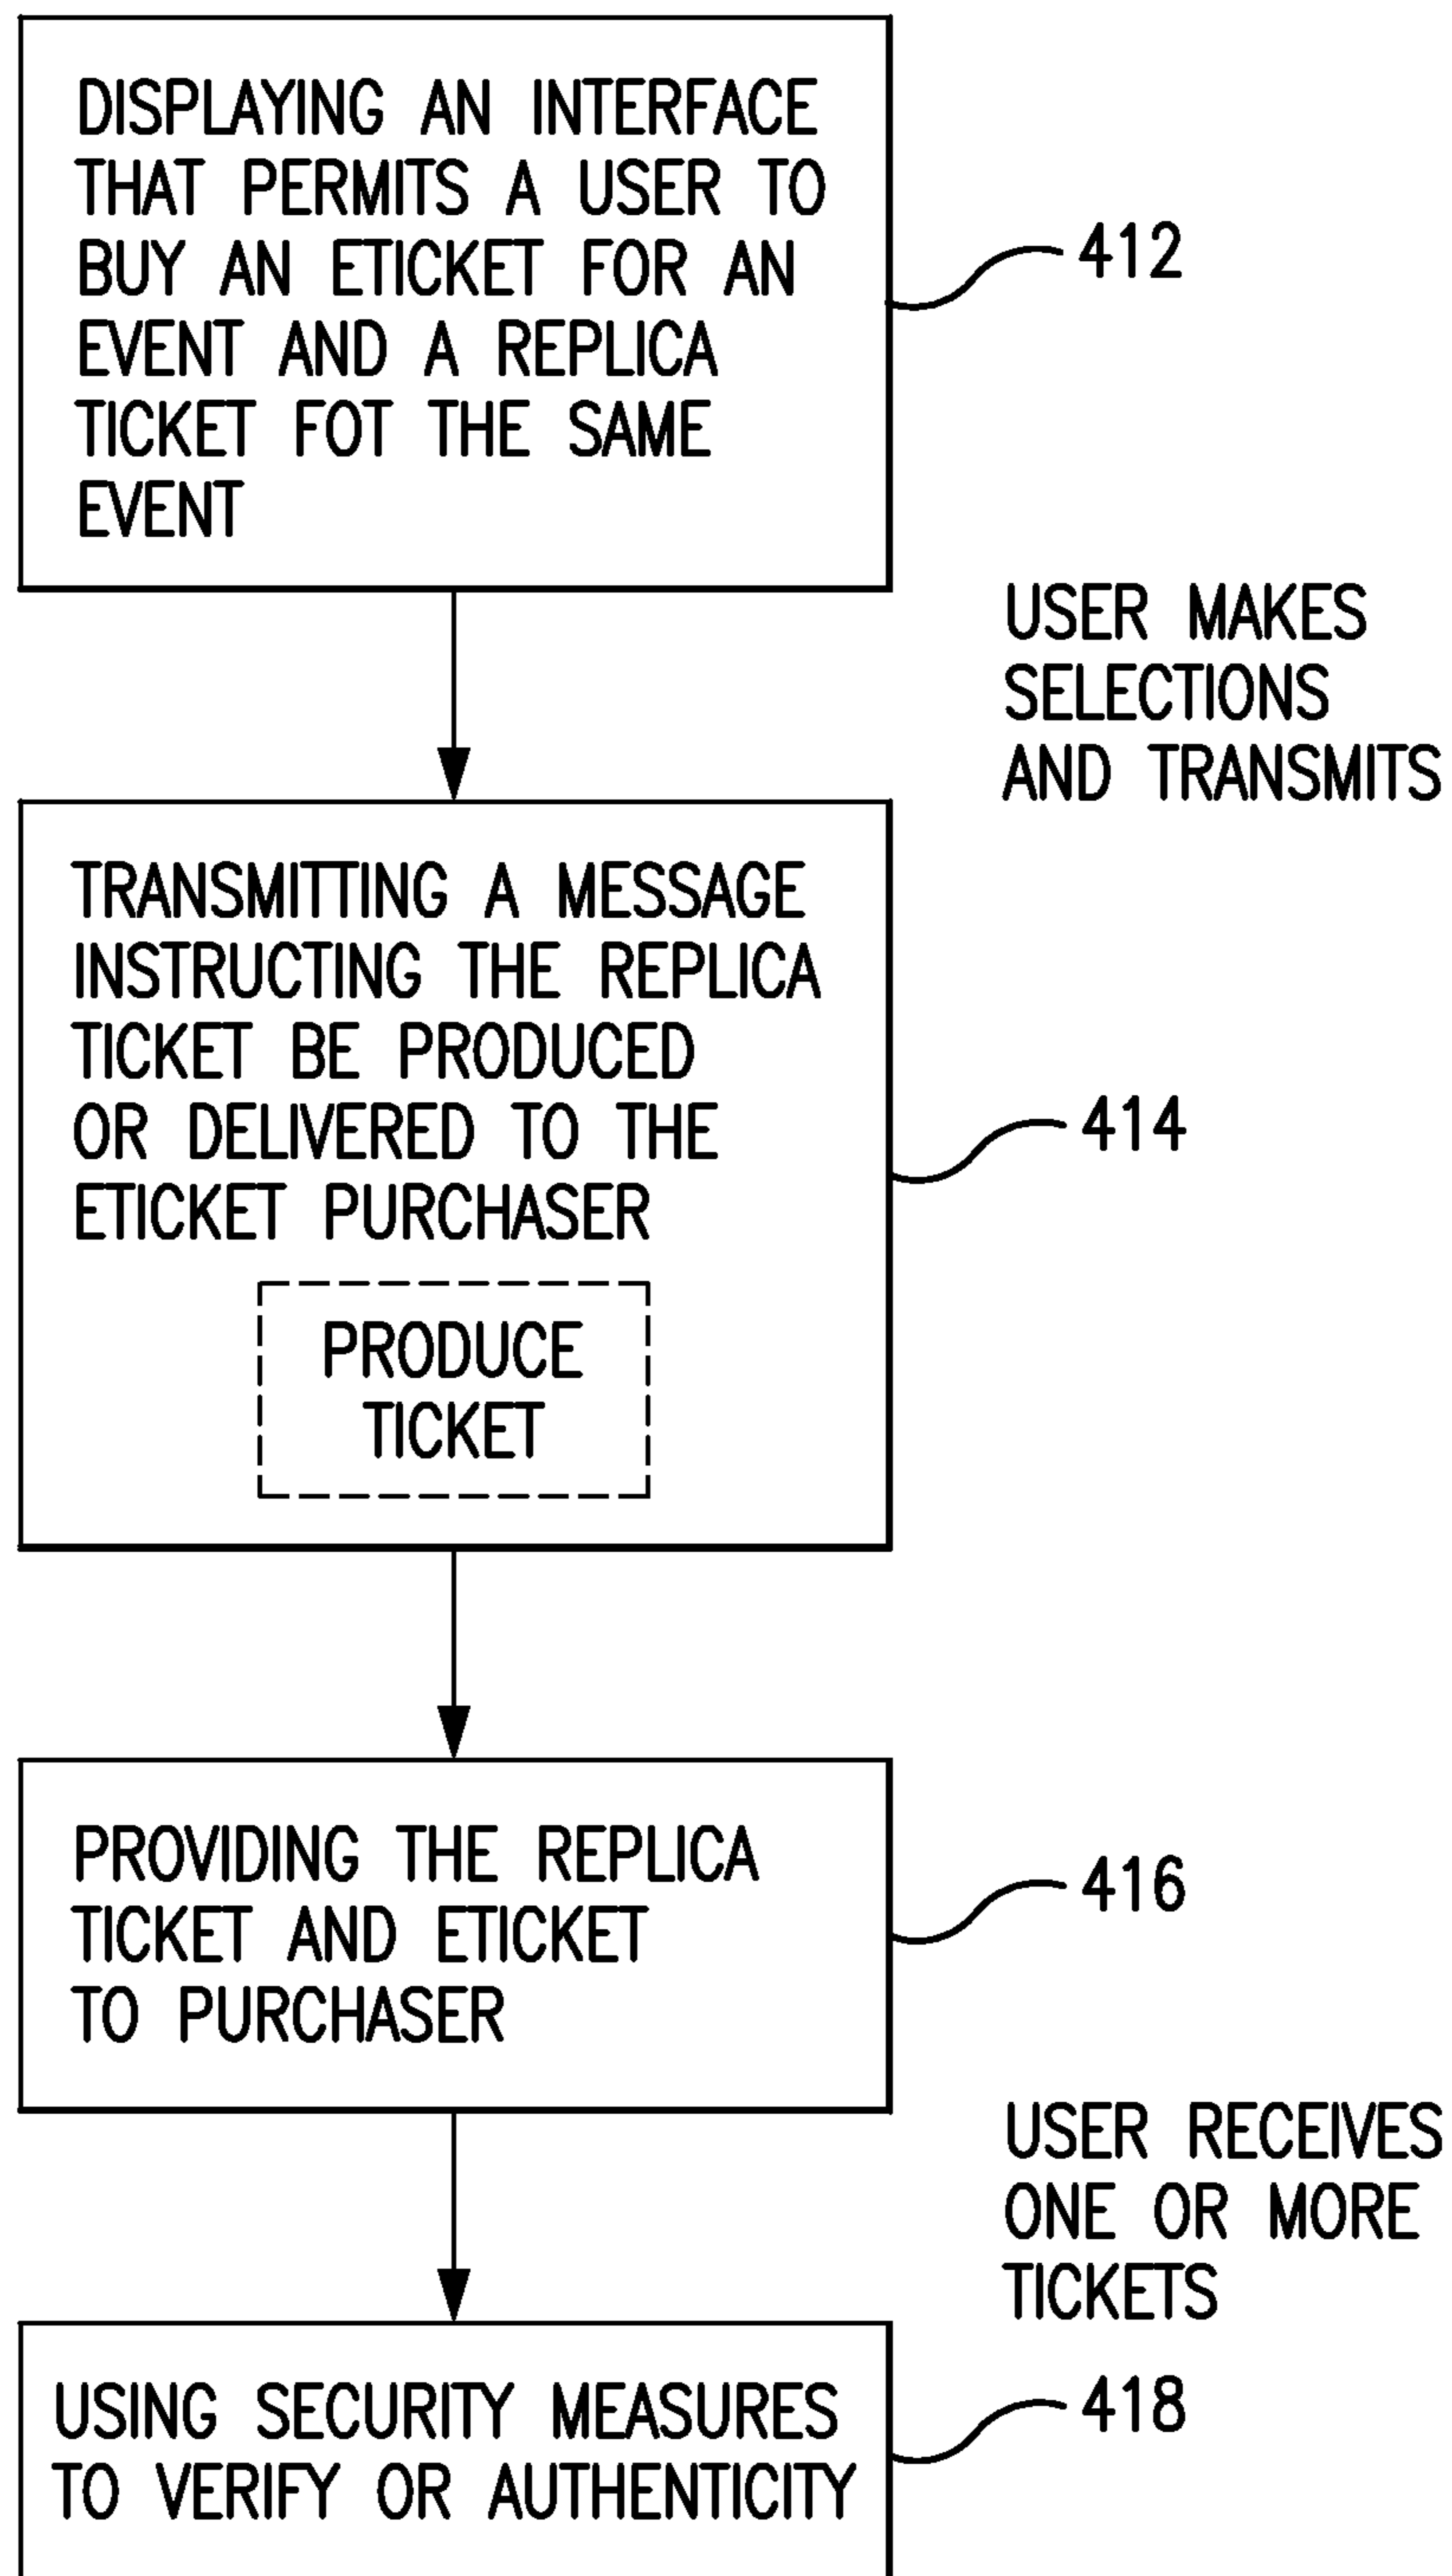 DISPLAYING AN INTERFACE
THAT PERMITS A USER TO
BUY AN ETICKET FOR AN
EVENT AND A REPLICA
TICKET FOT THE SAME
EVENT
412
USER MAKES
SELECTIONS
AND TRANSMITS
TRANSMITTING A MESSAGE
INSTRUCTING THE REPLICA
TICKET BE PRODUCED
OR DELIVERED TO THE
ETICKET PURCHASER
414
PRODUCE
TICKET
PROVIDING THE REPLICA
TICKET AND ETICKET
TO PURCHASER
416
USER RECEIVES
ONE OR MORE
TICKETS
USING SECURITY MEASURES
TO VERIFY OR AUTHENTICITY
418